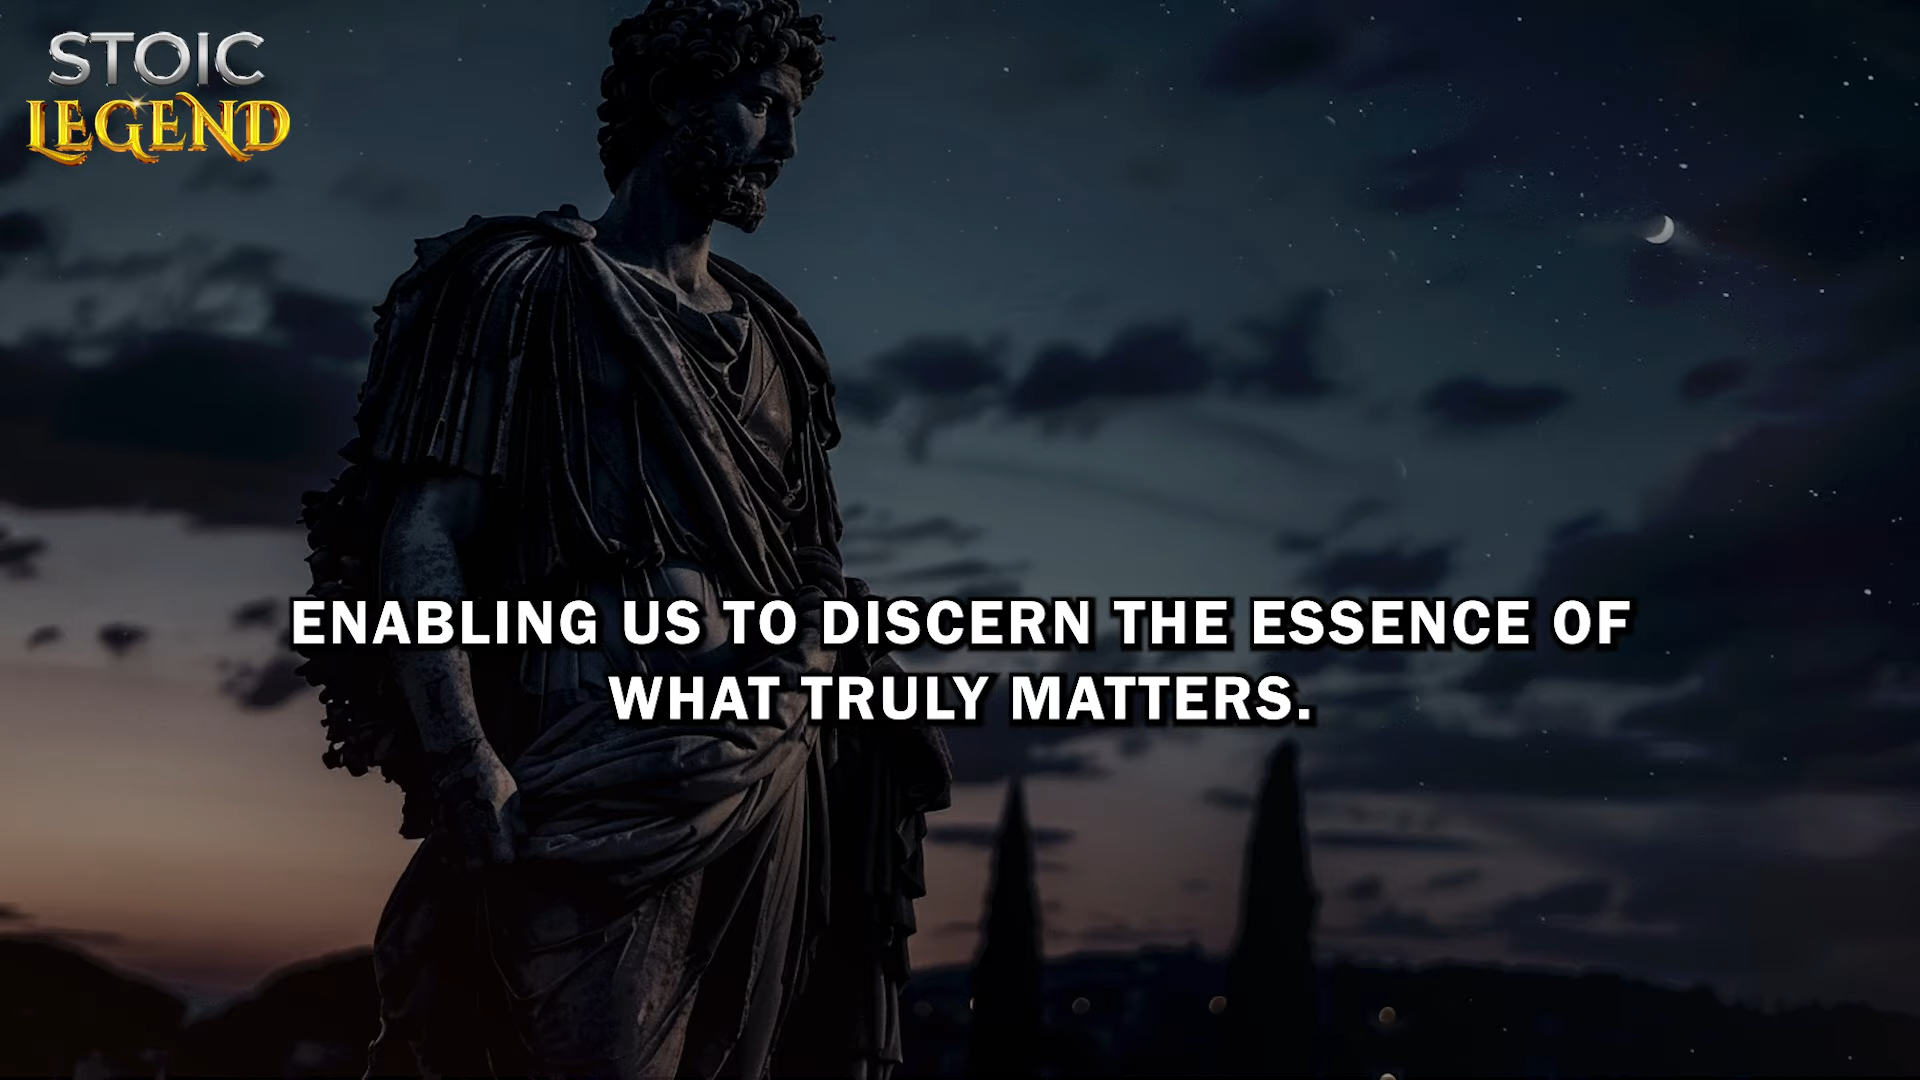 STOIC
LEGEND
ENABLING US TO DISCERN THE ESSENCE OF
WHAT TRULY MATTERS.